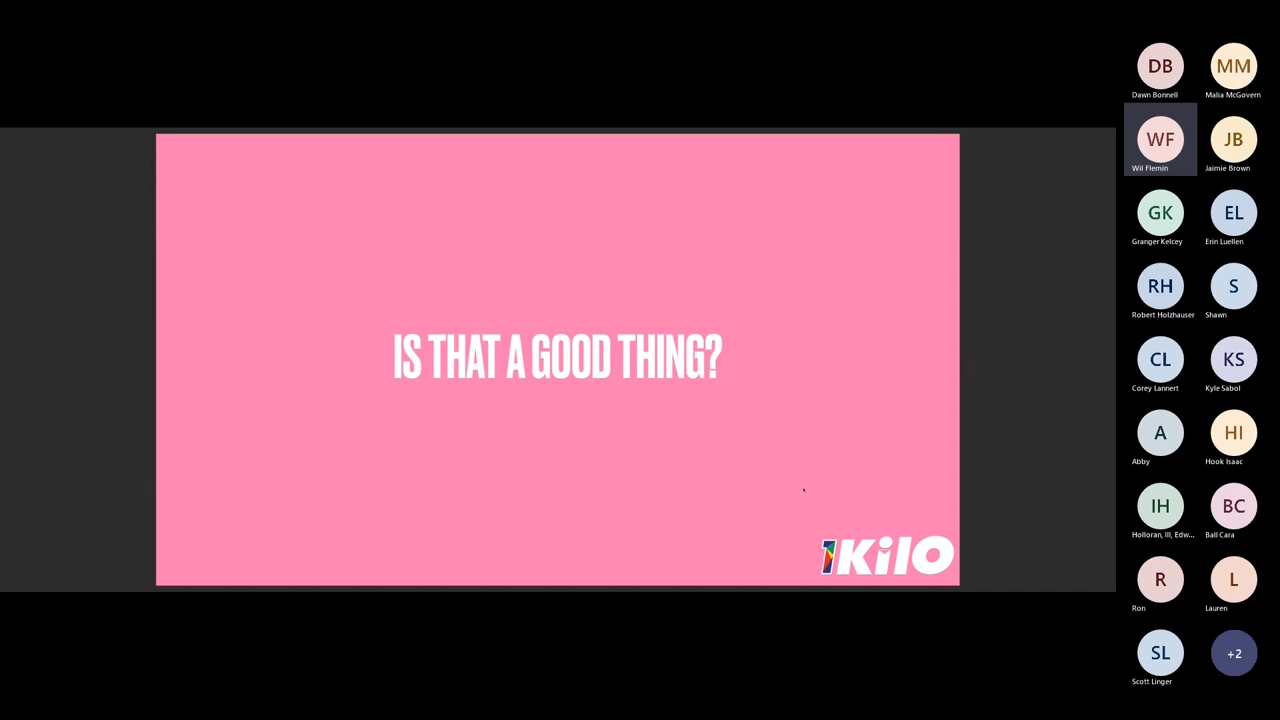 IS THAT A GOOD THING?
1Kilo
DB
MM
Dawn Bonnell
Malia McGovern
WF
JB
Wil Flemin
Jaimie Brown
GK
EL
Granger Kelcey
Erin Luellen
RH
S
Robert Holzhauser
Shawn
CL
KS
Corey Lannert
Kyle Sabol
A
HI
Abby
Hook Isaac
IH
BC
Holloran, III, Edw...
Ball Cara
R
L
Ron
Lauren
SL
+2
Scott Linger